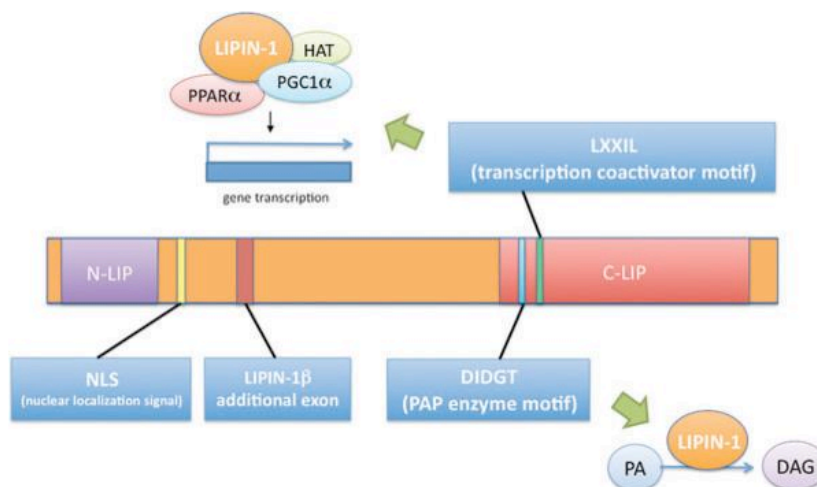 LIPIN-1
HAT
PGC1α
PPARα
gene transcription
LXXIL
(transcription coactivator motif)
N-LIP
C-LIP
NLS
(nuclear localization signal)
LIPIN-1β
additional exon
DIDGT
(PAP enzyme motif)
LIPIN-1
PA
DAG